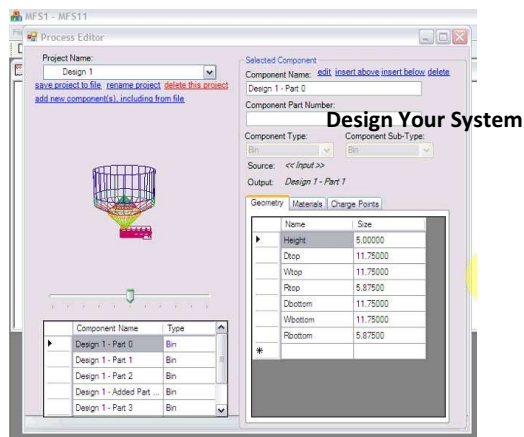 MFS1 - MFS11
Process Editor
Project Name:
Design 1
save project to file rename project delete this project
add new component(s), including from file
Component Name Type
Design 1 - Part 0 Bin
Design 1 - Part 1 Bin
Design 1 - Part 2 Bin
Design 1 - Added Part ... Bin
Design 1 - Part 3 Bin
Selected Component
Component Name: edit insert above insert below delete
Design 1 - Part 0
Component Part Number:
Design Your System
Component Type: Component Sub-Type:
Bin Bin
Source: << Input >>
Output: Design 1 - Part 1
Geometry Materials Charge Points
Name Size
Height 5.00000
Dtop 11.75000
Wtop 11.75000
Rtop 5.87500
Dbottom 11.75000
Wbottom 11.75000
Rbottom 5.87500